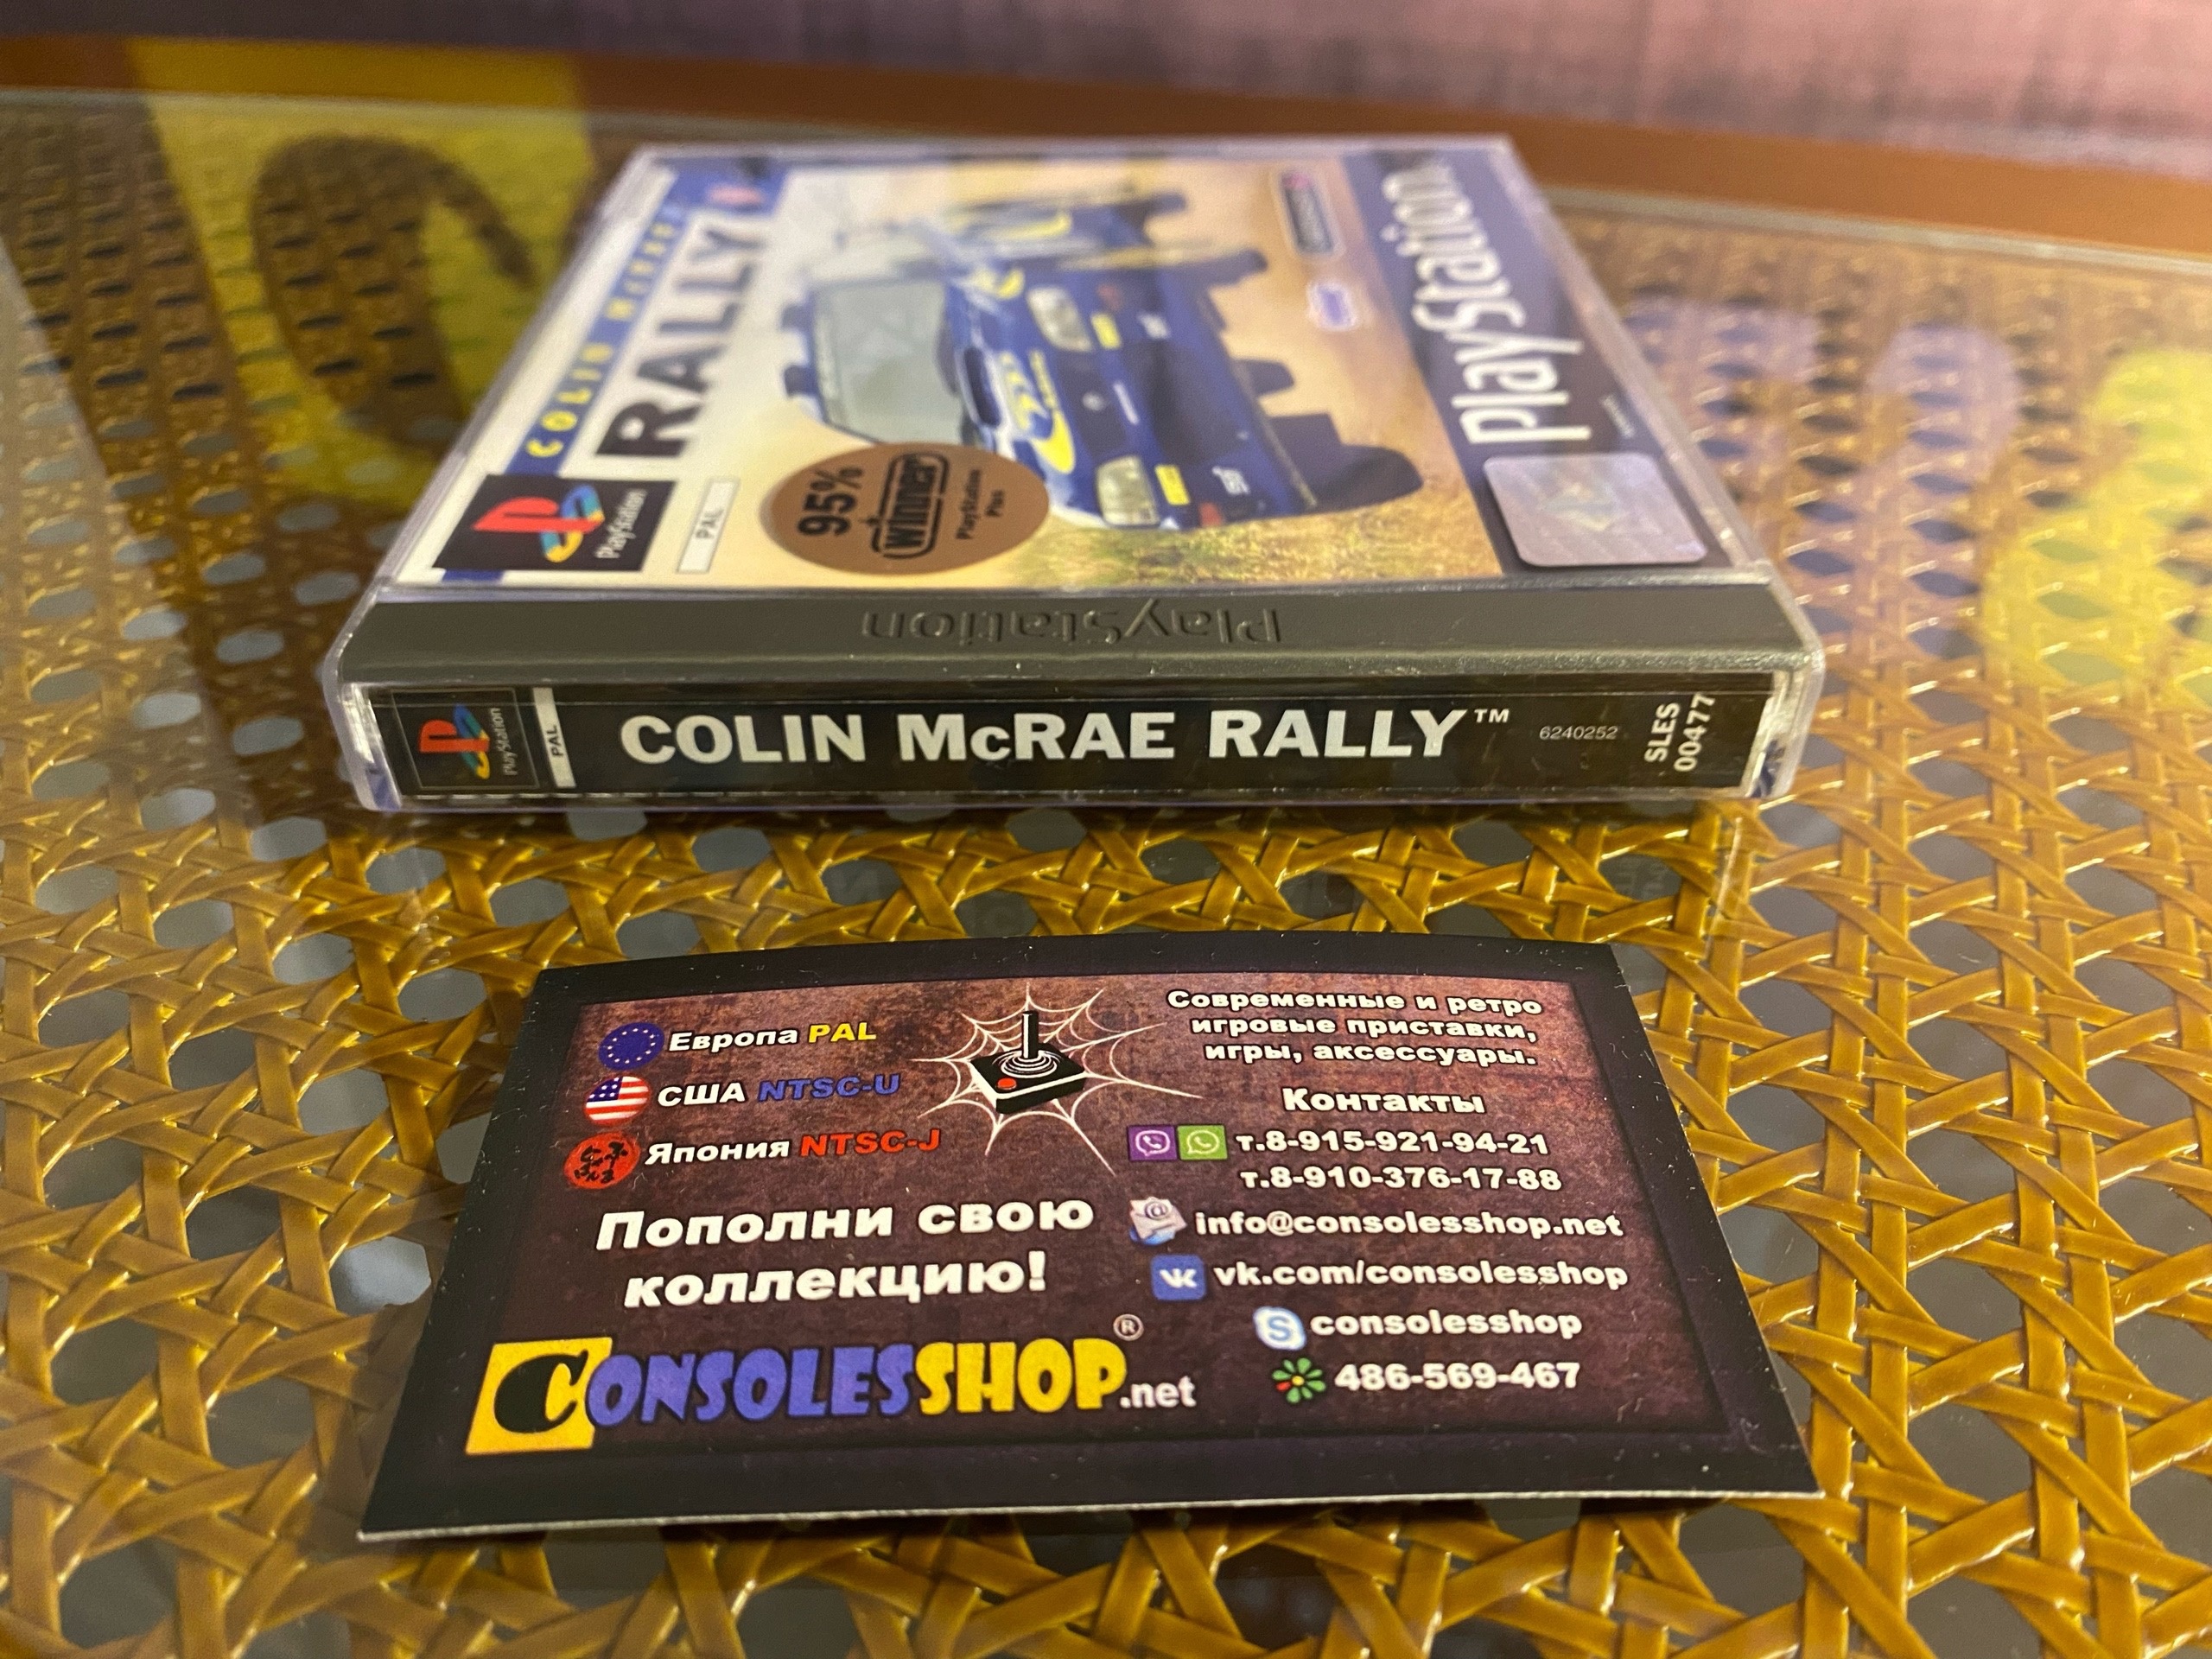 COLIN McRAE
RALLY
PlayStation
PAL
95%
Winner
PlayStation
Plus
PlayStation
PlayStation
PlayStation
PAL
COLIN McRAE RALLY™
6240252
SLES
00477
Европа PAL
США NTSC-U
Япония NTSC-J
Пополни свою
коллекцию!
CONSOLESSHOP.net®
Современные и ретро
игровые приставки,
игры, аксессуары.
Контакты
т.8-915-921-94-21
т.8-910-376-17-88
info@consolesshop.net
vk.com/consolesshop
consolesshop
486-569-467